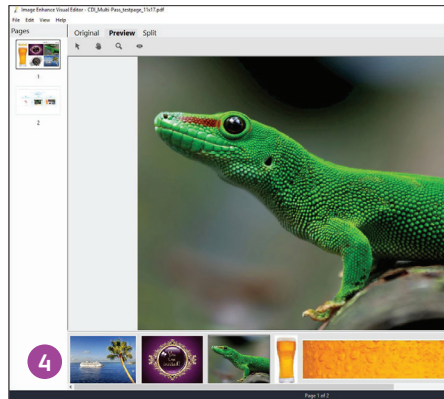 Image Enhance Visual Editor - CDI_Multi-Pass_testpage_11x17.pdf
File Edit View Help
Pages
Original Preview Split
1
2
4
Page 1 of 2